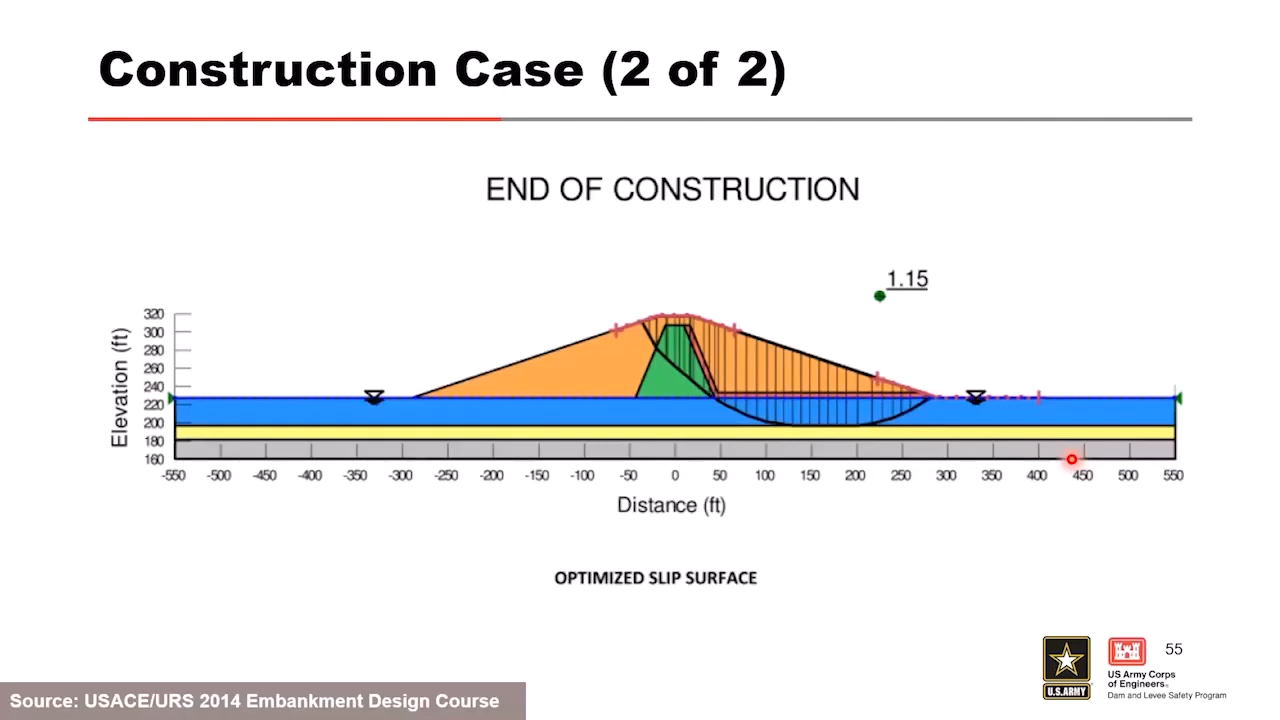 Construction Case (2 of 2)
END OF CONSTRUCTION
1.15
Elevation (ft)
320
300
280
260
240
220
200
180
160
-550 -500 -450 -400 -350 -300 -250 -200 -150 -100 -50 0 50 100 150 200 250 300 350 400 450 500 550
Distance (ft)
OPTIMIZED SLIP SURFACE
U.S.ARMY
55
US Army Corps
of Engineers®
Dam and Levee Safety Program
Source: USACE/URS 2014 Embankment Design Course